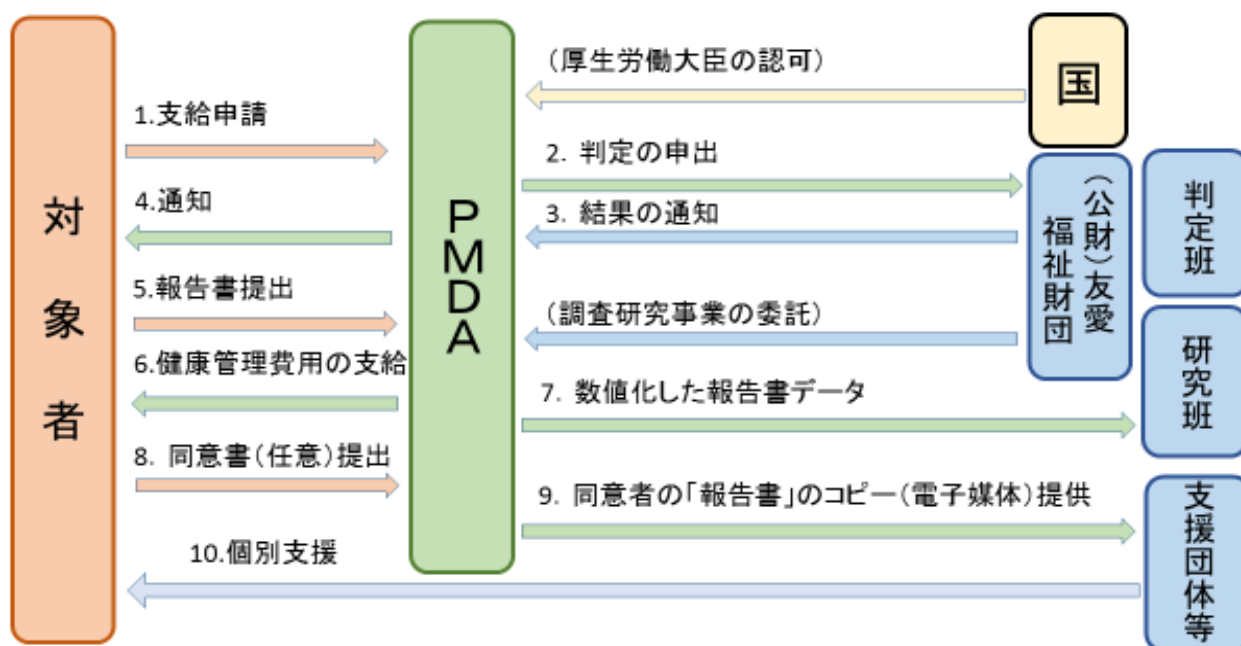 対象者
1.支給申請
4.通知
5.報告書提出
6.健康管理費用の支給
8. 同意書(任意)提出
10.個別支援
PMDA
(厚生労働大臣の認可)
2. 判定の申出
3. 結果の通知
(調査研究事業の委託)
7. 数値化した報告書データ
9. 同意者の「報告書」のコピー(電子媒体)提供
国
(公財)友愛
福祉財団
判定班
研究班
支援団体等